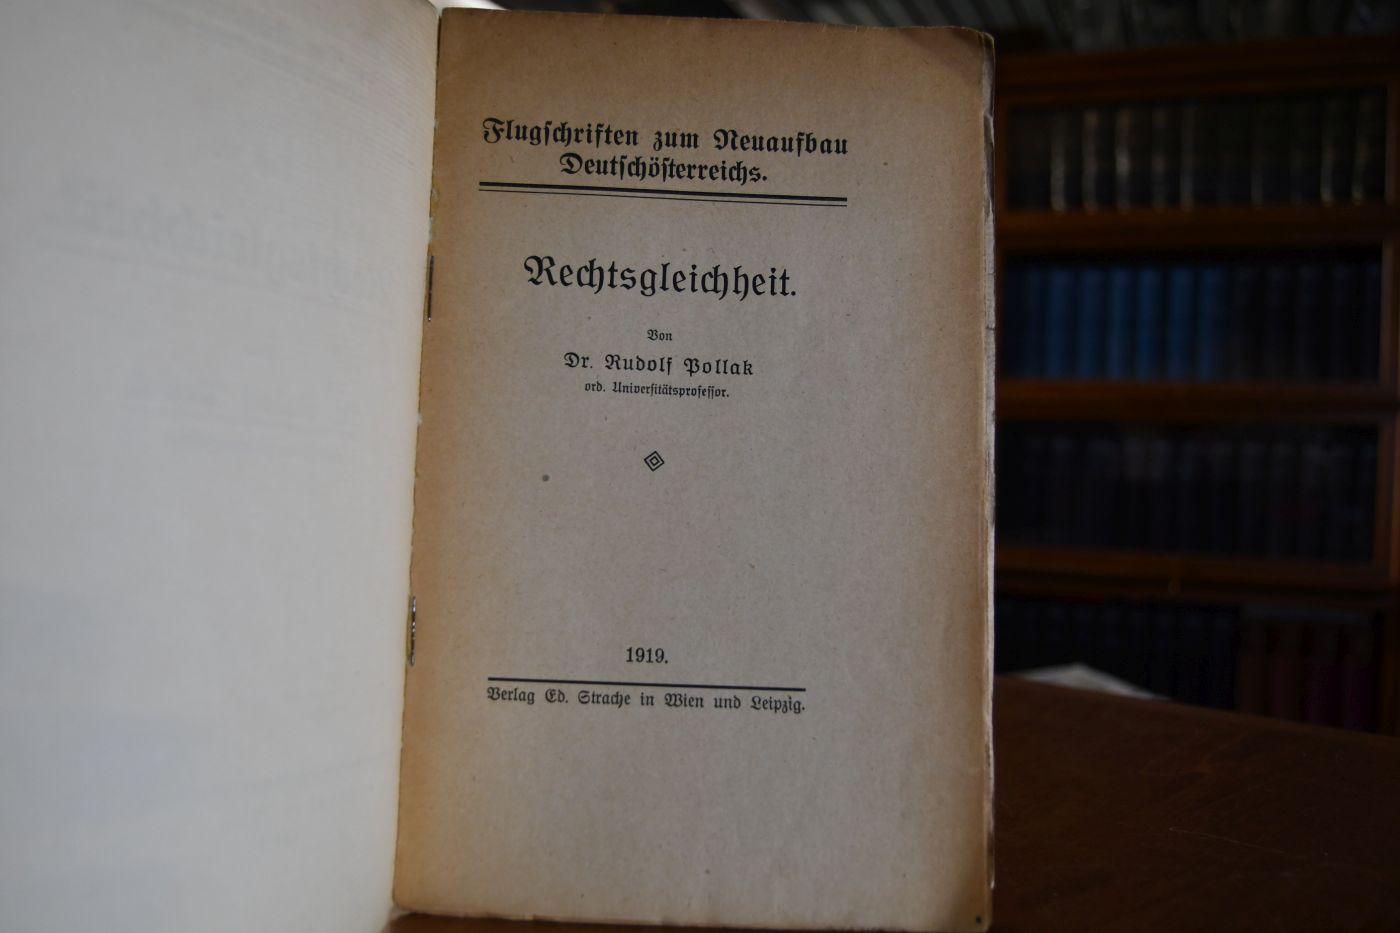 Flugſchriften zum Neuaufbau
Deutſchöſterreichs.
Rechtsgleichheit.
Von
Dr. Rudolf Pollak
ord. Univerſitätsprofeſſor.
1919.
Verlag Ed. Strache in Wien und Leipzig.